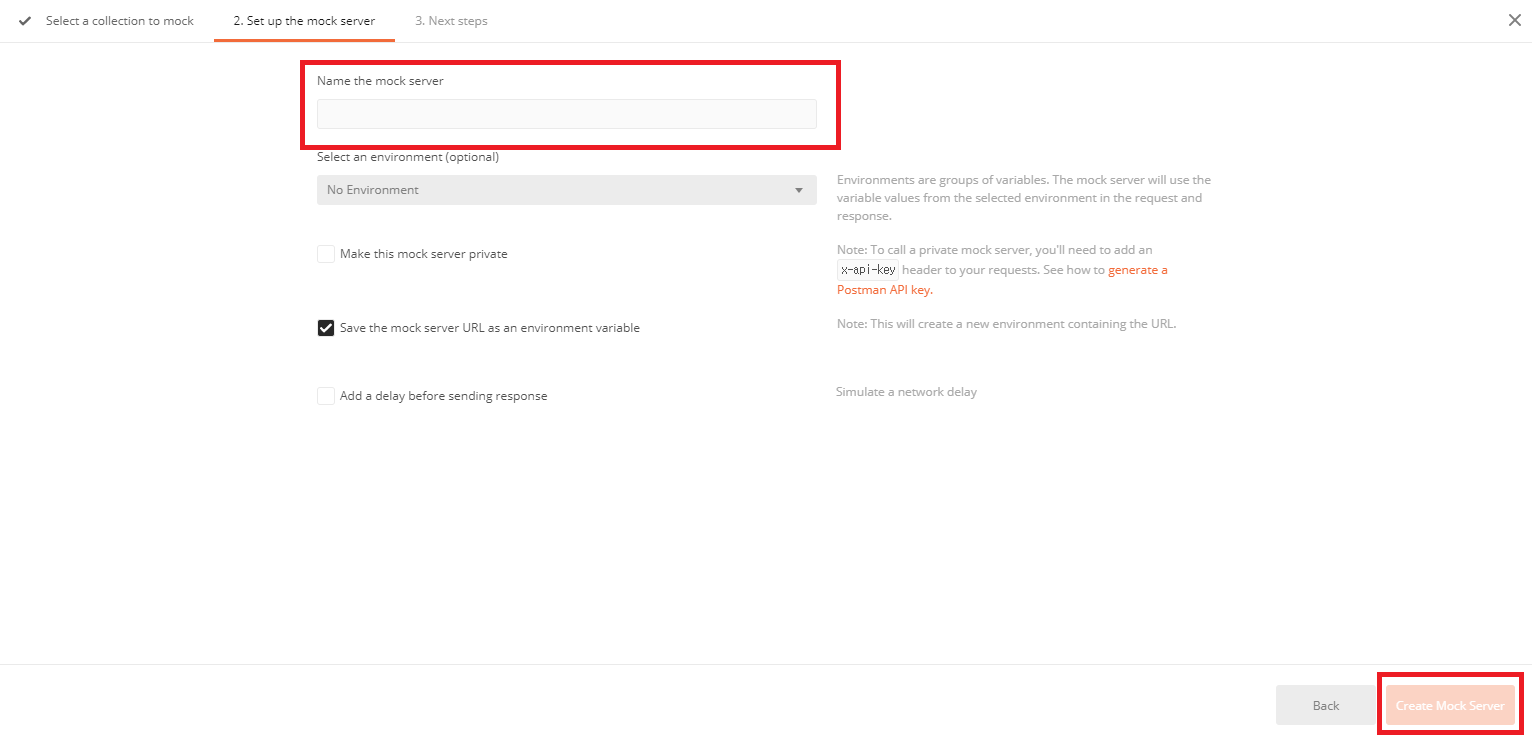 Select a collection to mock
2. Set up the mock server
3. Next steps
Name the mock server
Select an environment (optional)
No Environment
Environments are groups of variables. The mock server will use the
variable values from the selected environment in the request and
response.
Make this mock server private
Note: To call a private mock server, you'll need to add an
x-api-key header to your requests. See how to generate a
Postman API key.
Save the mock server URL as an environment variable
Note: This will create a new environment containing the URL.
Add a delay before sending response
Simulate a network delay
Back
Create Mock Server